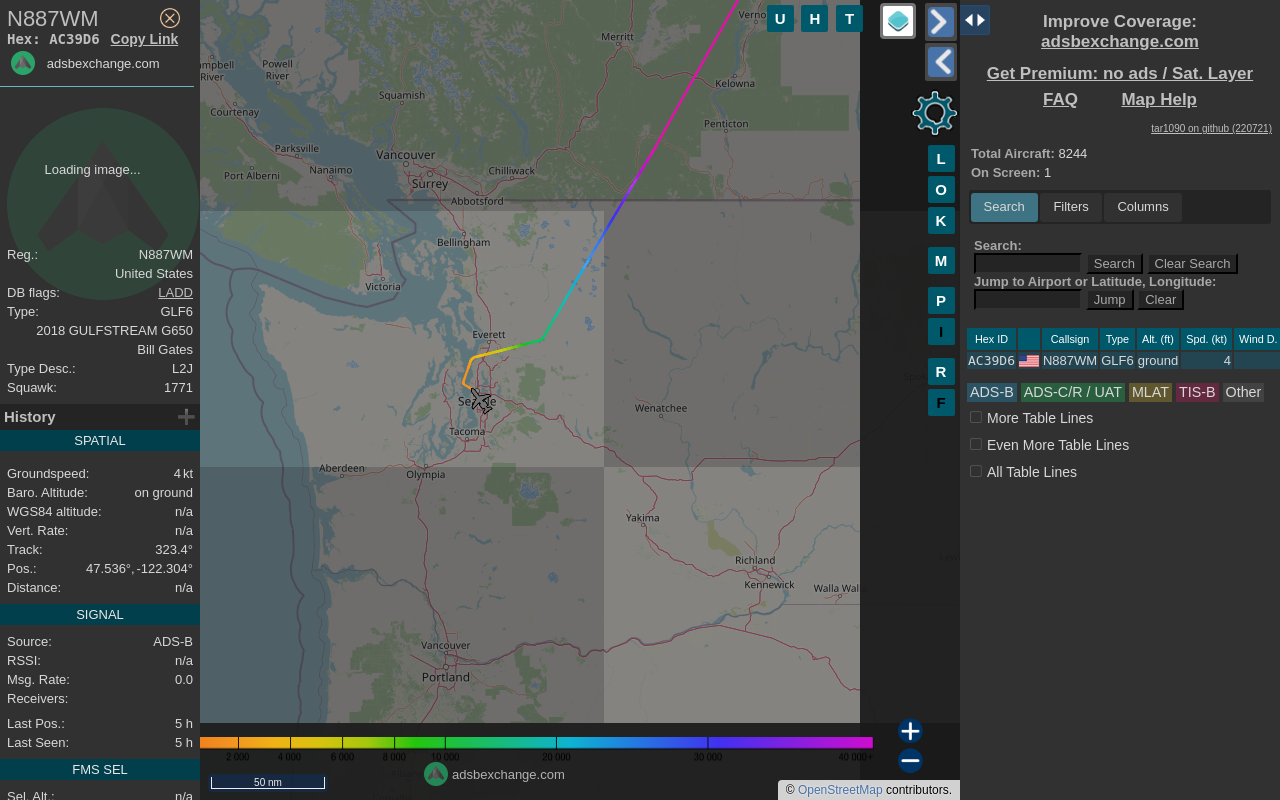 N887WM
Hex: AC39D6 Copy Link
adsbexchange.com
Loading image...
Reg.: N887WM
United States
DB flags: LADD
Type: GLF6
2018 GULFSTREAM G650
Bill Gates
Type Desc.: L2J
Squawk: 1771
History
SPATIAL
Groundspeed: 4 kt
Baro. Altitude: on ground
WGS84 altitude: n/a
Vert. Rate: n/a
Track: 323.4°
Pos.: 47.536°, -122.304°
Distance: n/a
SIGNAL
Source: ADS-B
RSSI: n/a
Msg. Rate: 0.0
Receivers:
Last Pos.: 5 h
Last Seen: 5 h
FMS SEL
Sel. Alt.: n/a
Merritt
Powell
River
River
Squamish
Kelowna
Courtenay
Penticton
Parksville
Vancouver
Nanaimo
Port Alberni
Surrey
Chilliwack
Abbotsford
Bellingham
Victoria
Everett
Wenatchee
Tacoma
Aberdeen
Olympia
Yakima
Richland
Kennewick
Walla Wal
Vancouver
Portland
U H T
L
O
K
M
P
I
R
F
2 000 4 000 6 000 8 000 10 000 20 000 30 000 40 000+
50 nm
adsbexchange.com
© OpenStreetMap contributors.
Improve Coverage:
adsbexchange.com
Get Premium: no ads / Sat. Layer
FAQ Map Help
tar1090 on github (220721)
Total Aircraft: 8244
On Screen: 1
Search Filters Columns
Search:
Search Clear Search
Jump to Airport or Latitude, Longitude:
Jump Clear
Hex ID Callsign Type Alt. (ft) Spd. (kt) Wind D.
AC39D6 N887WM GLF6 ground 4
ADS-B ADS-C/R / UAT MLAT TIS-B Other
More Table Lines
Even More Table Lines
All Table Lines